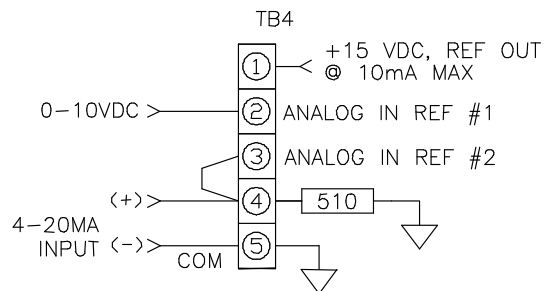 TB4
1
+15 VDC, REF OUT
@ 10mA MAX
0-10VDC
2
ANALOG IN REF #1
3
ANALOG IN REF #2
(+)
4
510
4-20MA
INPUT (-)
COM
5